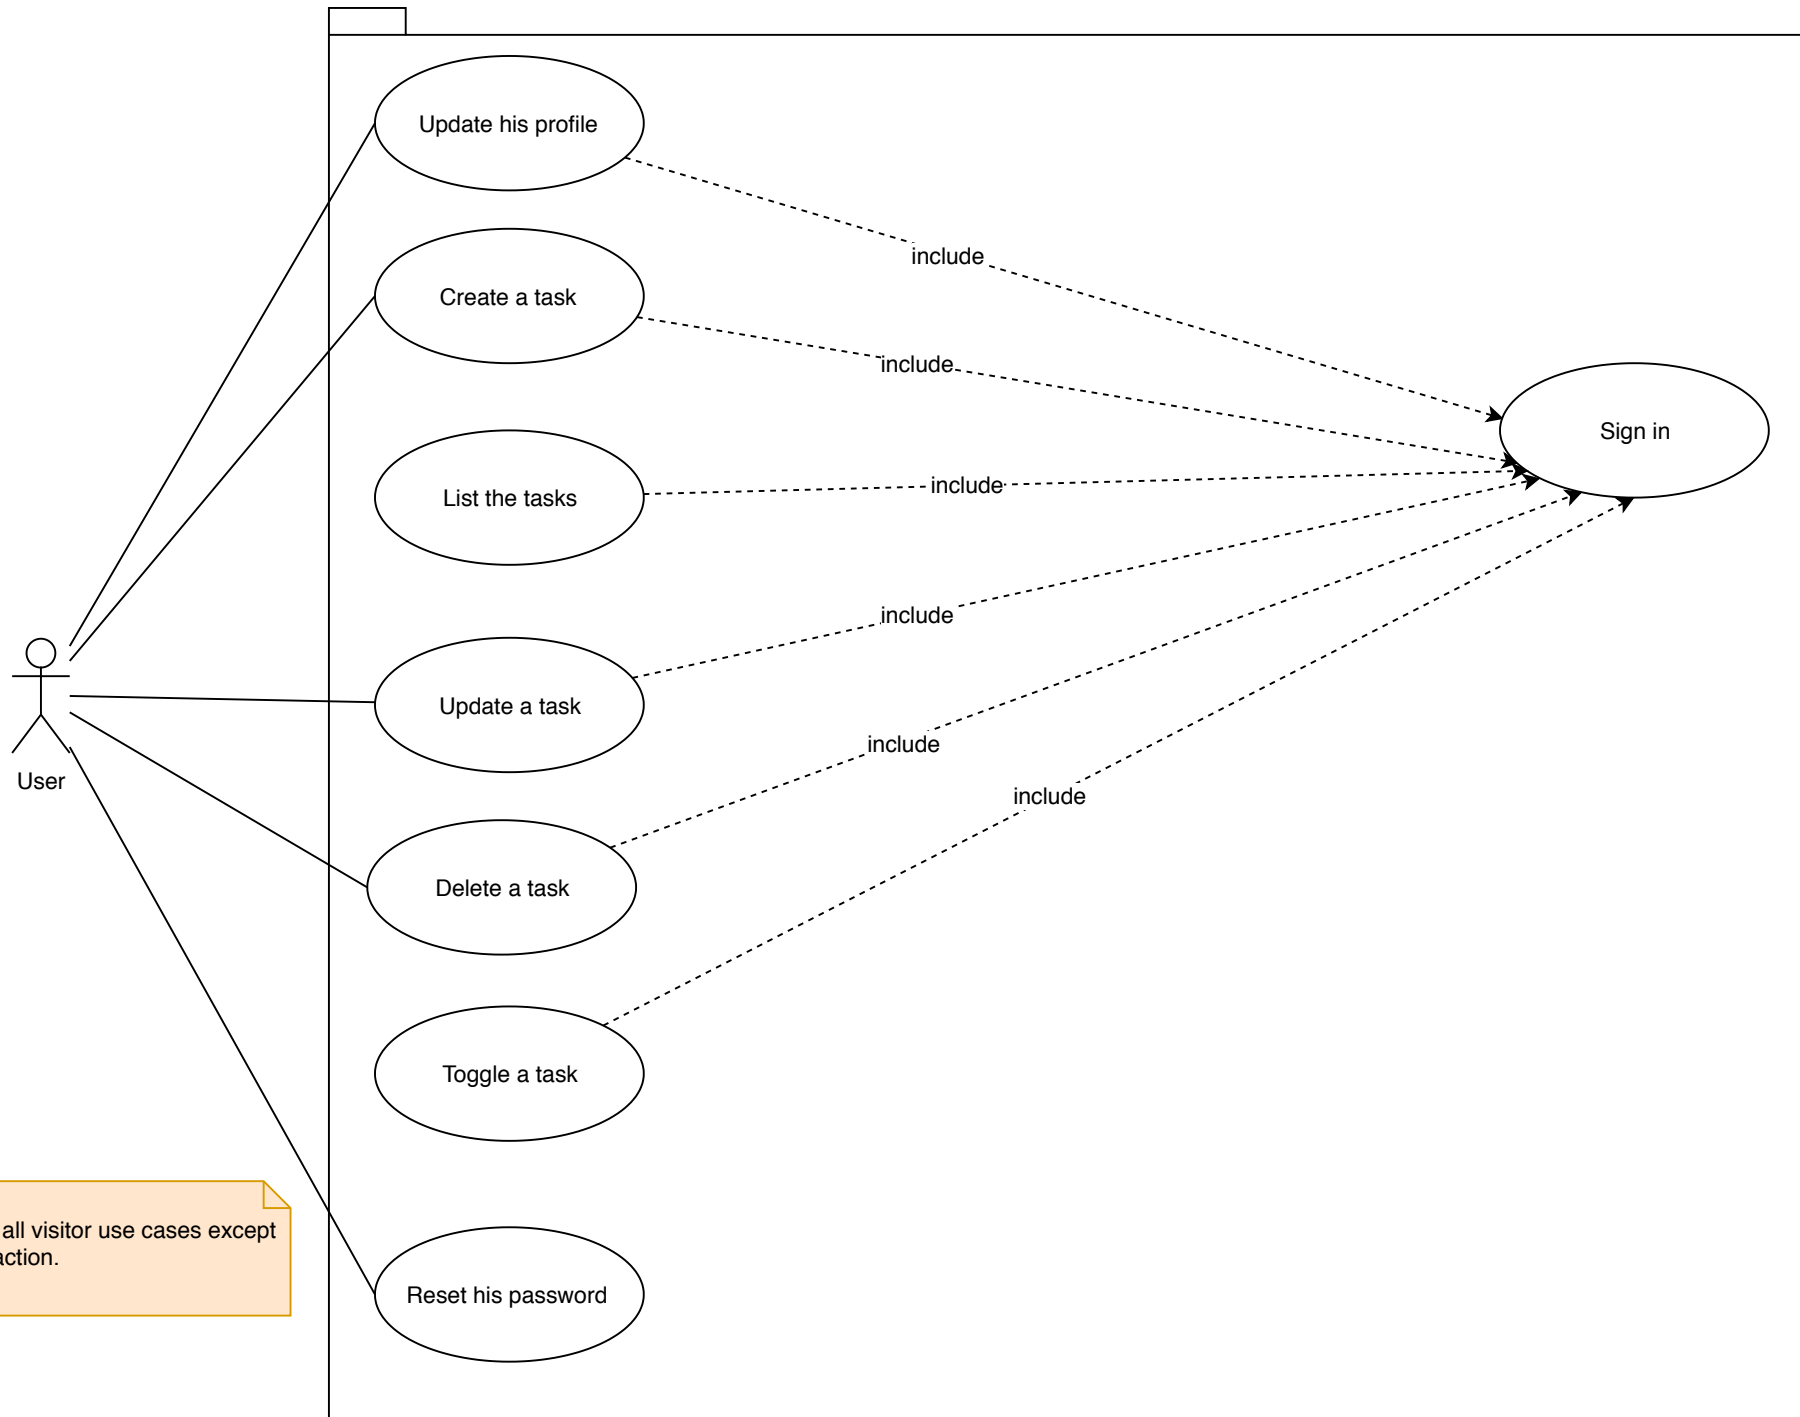 Update his profile
include
Create a task
include
Sign in
List the tasks
include
include
Update a task
User
include
include
Delete a task
Toggle a task
all visitor use cases except
action.
Reset his password